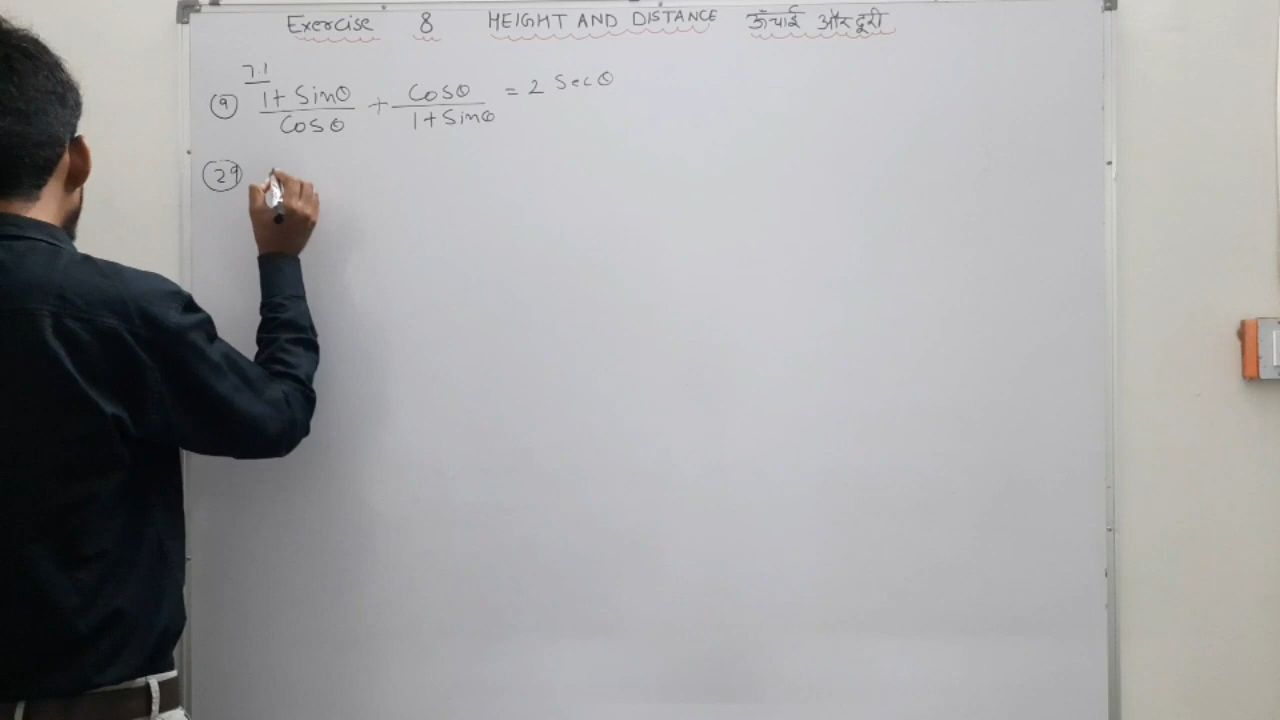 Exercise 8 HEIGHT AND DISTANCE ऊँचाई और दूरी
7.1
(9) (1 + Sinθ)/(Cosθ) + (Cosθ)/(1 + Sinθ) = 2 Secθ
(29)